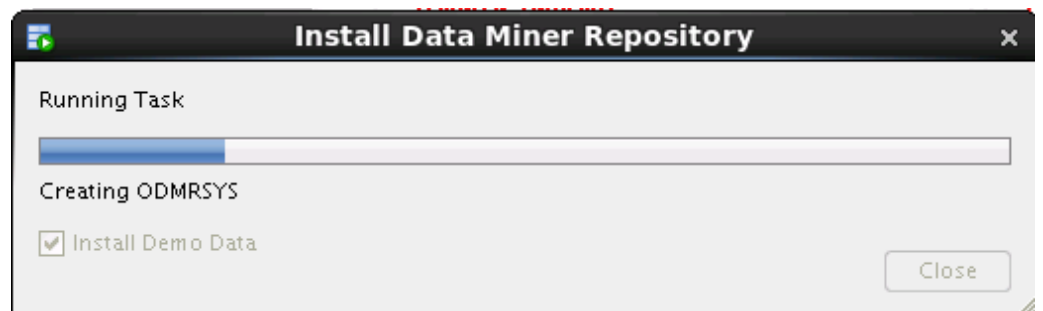 Install Data Miner Repository
Running Task
Creating ODMRSYS
Install Demo Data
Close